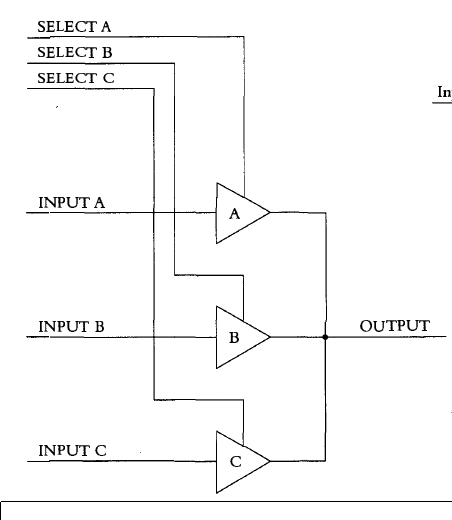 SELECT A
SELECT B
SELECT C
In
INPUT A
A
INPUT B
B
OUTPUT
INPUT C
C